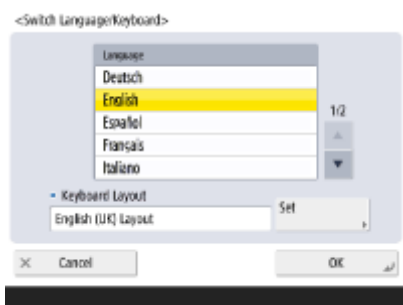 <Switch Language/Keyboard>
Language
Deutsch
English
Español
Français
Italiano
1/2
Keyboard Layout
English (UK) Layout
Set
Cancel
OK